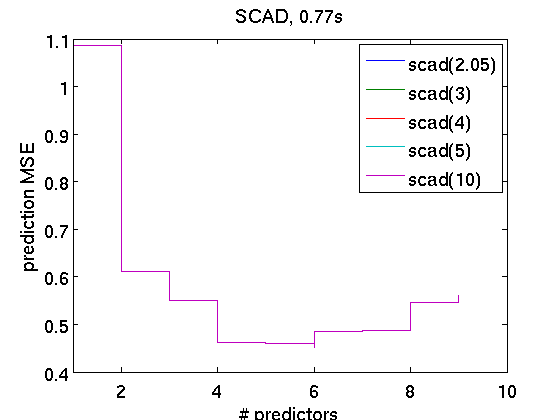 SCAD, 0.77s
1.1
1
0.9
0.8
0.7
0.6
0.5
0.4
prediction MSE
scad(2.05)
scad(3)
scad(4)
scad(5)
scad(10)
2 4 6 8 10
# predictors